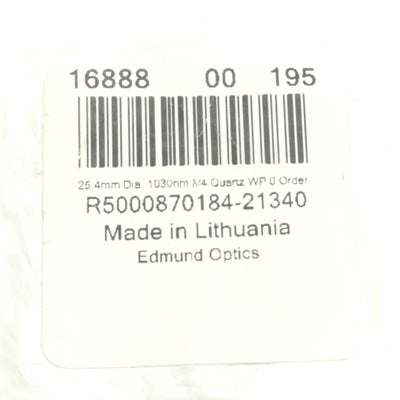 16888 00 195
25.4mm Dia. 1030nm λ/4 Quartz WP 0 Order
R5000870184-21340
Made in Lithuania
Edmund Optics